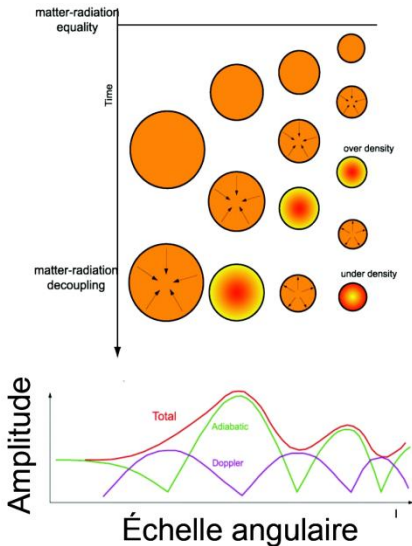 matter-radiation
equality
Time
over density
matter-radiation
decoupling
under density
Amplitude
Total
Adiabatic
Doppler
l
Échelle angulaire